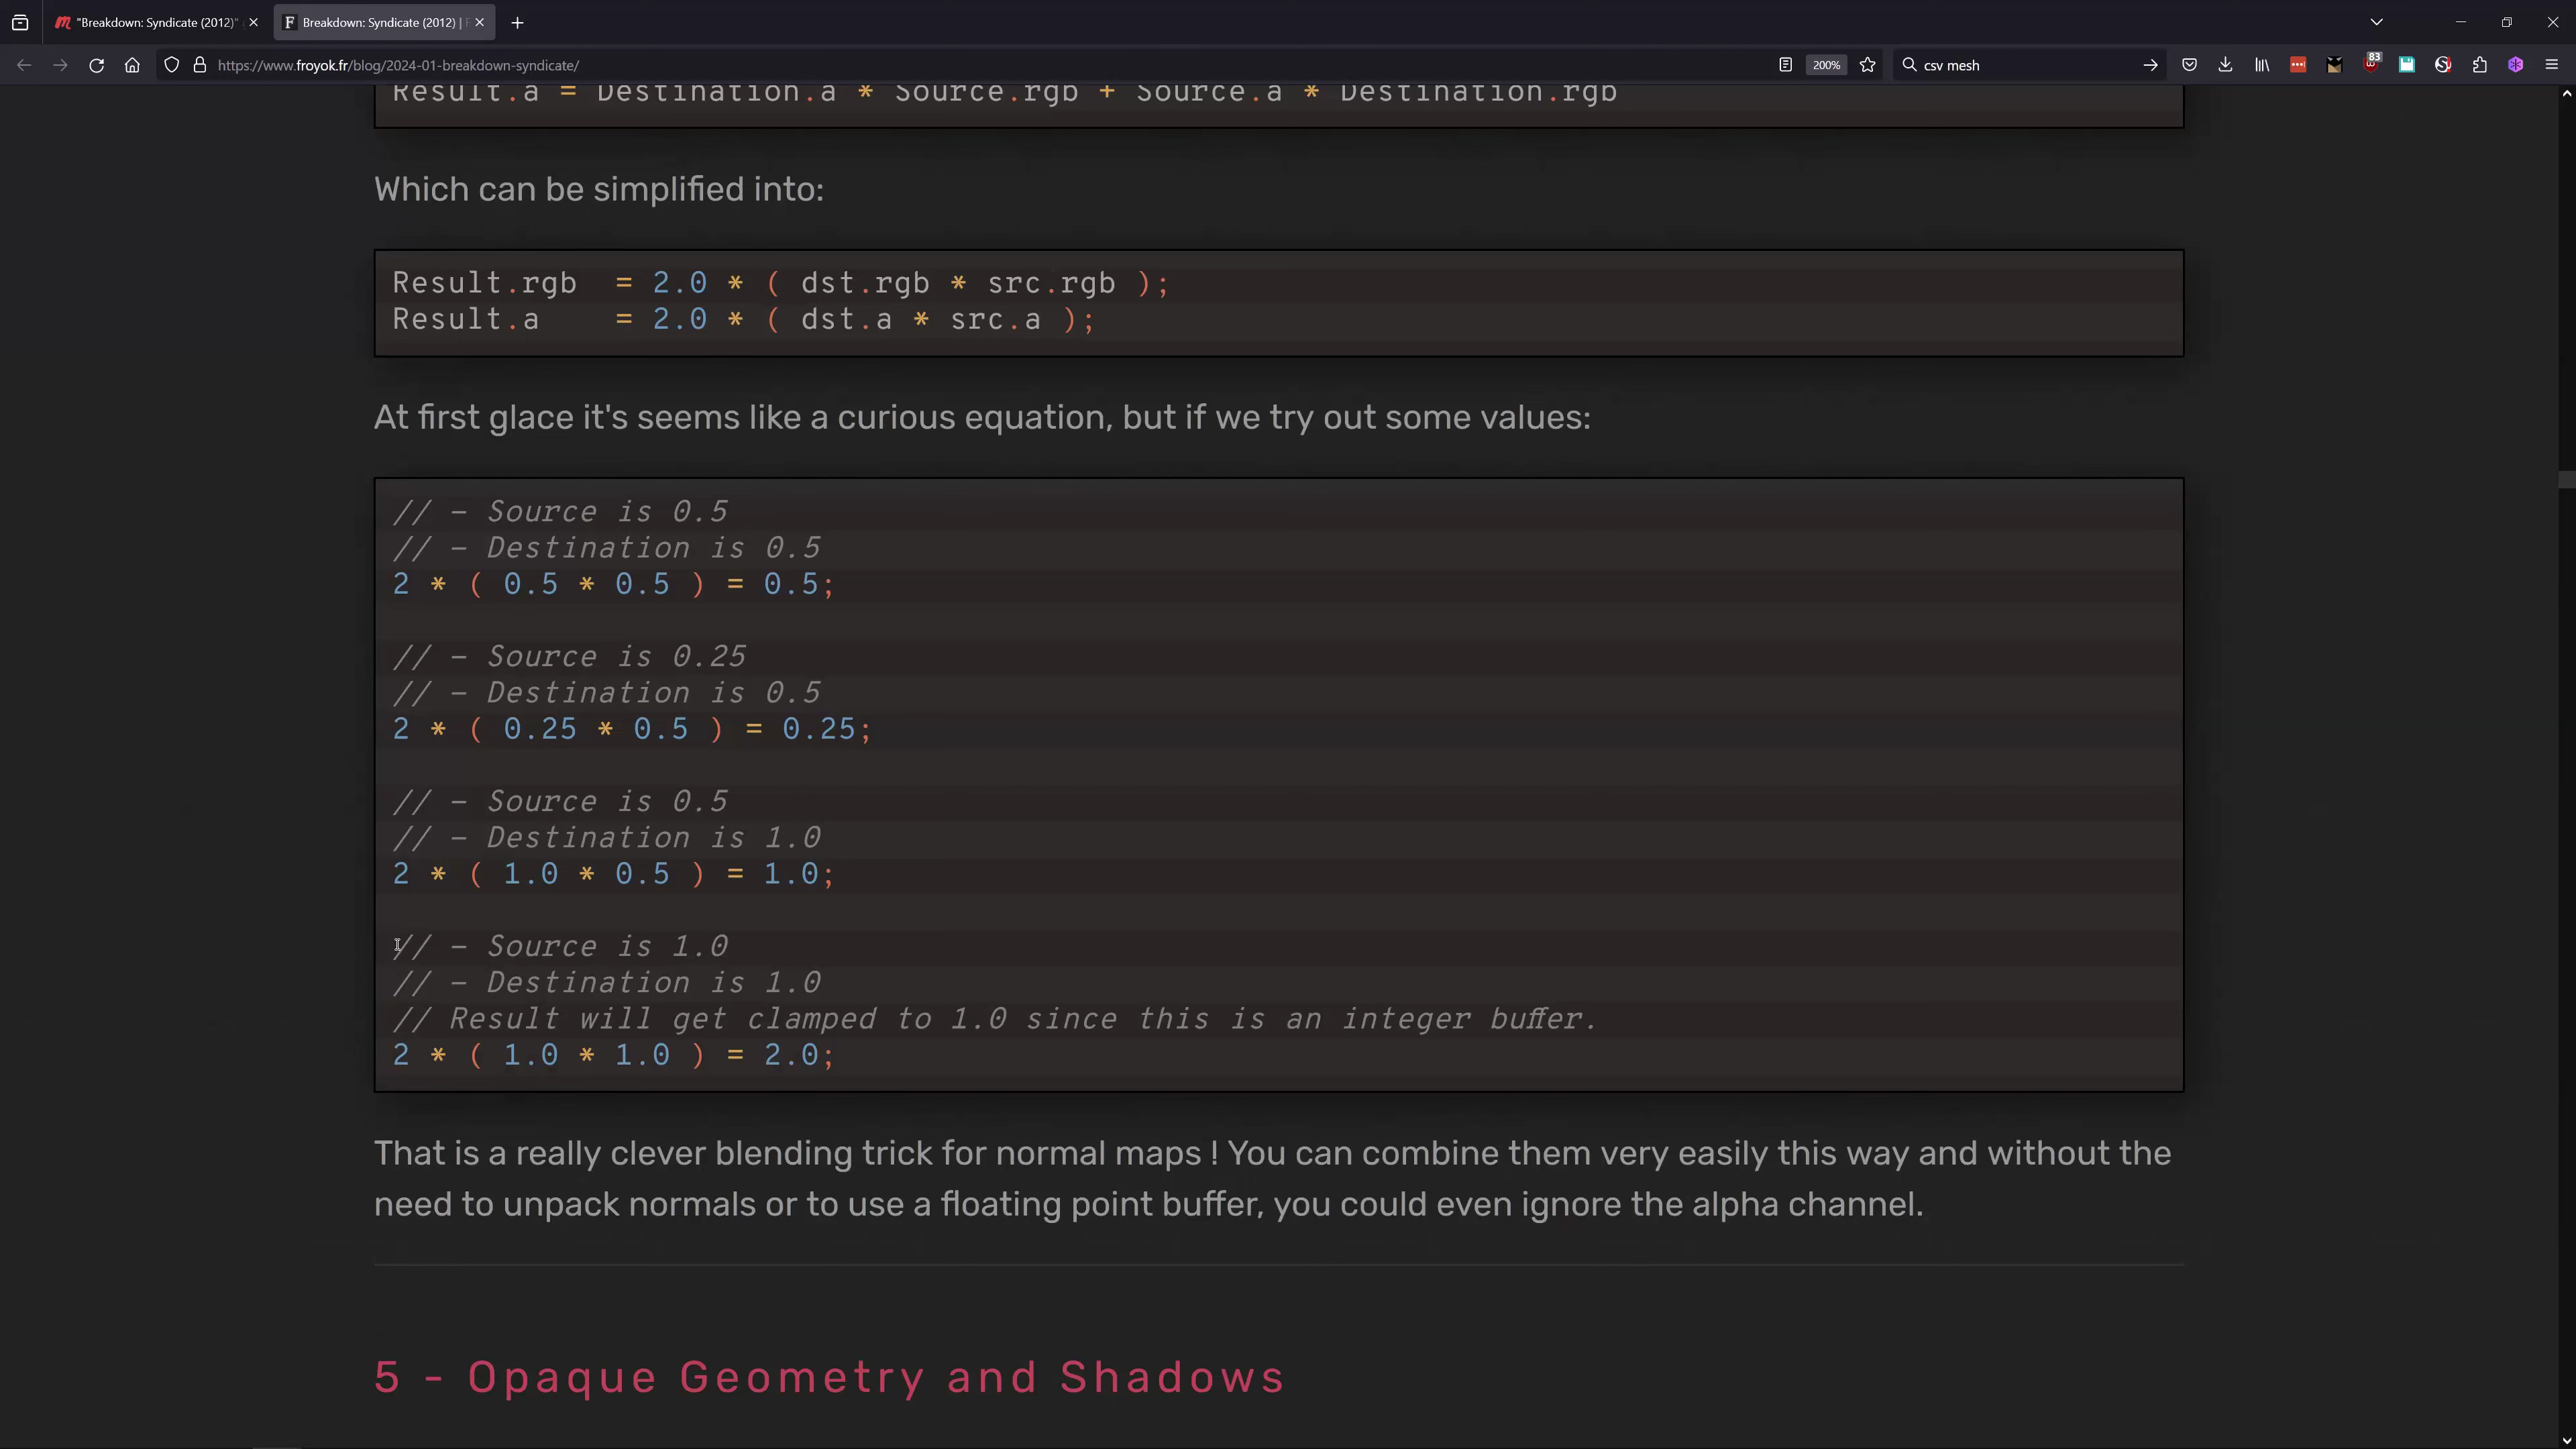 "Breakdown: Syndicate (2012)"
Breakdown: Syndicate (2012) |
https://www.froyok.fr/blog/2024-01-breakdown-syndicate/
200%
csv mesh
83
Result.a = Destination.a * Source.rgb + Source.a * Destination.rgb
Which can be simplified into:
Result.rgb = 2.0 * ( dst.rgb * src.rgb );
Result.a = 2.0 * ( dst.a * src.a );
At first glace it's seems like a curious equation, but if we try out some values:
// - Source is 0.5
// - Destination is 0.5
2 * ( 0.5 * 0.5 ) = 0.5;
// - Source is 0.25
// - Destination is 0.5
2 * ( 0.25 * 0.5 ) = 0.25;
// - Source is 0.5
// - Destination is 1.0
2 * ( 1.0 * 0.5 ) = 1.0;
// - Source is 1.0
// - Destination is 1.0
// Result will get clamped to 1.0 since this is an integer buffer.
2 * ( 1.0 * 1.0 ) = 2.0;
That is a really clever blending trick for normal maps ! You can combine them very easily this way and without the
need to unpack normals or to use a floating point buffer, you could even ignore the alpha channel.
5 - Opaque Geometry and Shadows